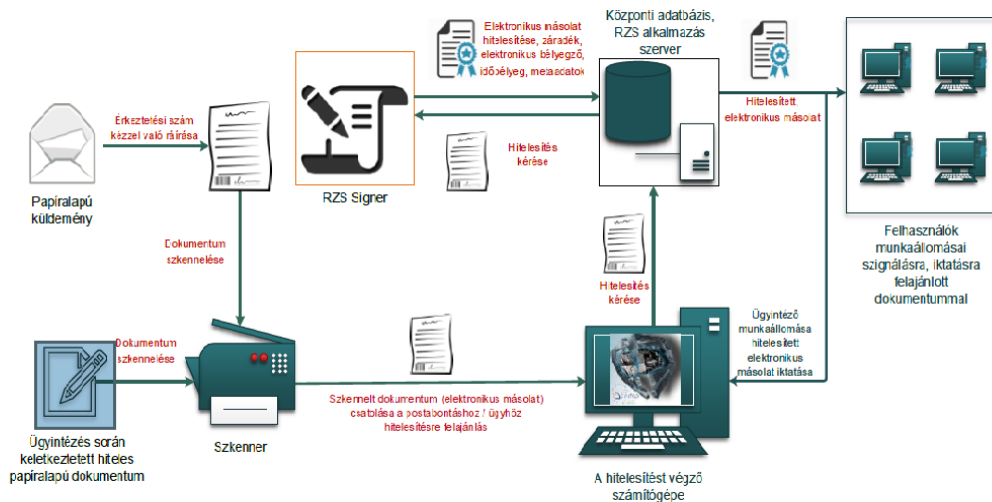 Elektronikus másolat
hitelesítése, záradék,
elektronikus bélyegző,
időbélyeg, metaadatok
Központi adatbázis,
RZS alkalmazás
szerver
Érkeztetési szám
kézzel való ráírása
Hitelesített
elektronikus másolat
Hitelesítés
kérése
RZS Signer
Papíralapú
küldemény
Felhasználók
munkaállomásai
szignálásra, iktatásra
felajánlott
dokumentummal
Dokumentum
szkennelése
Hitelesítés
kérése
Ügyintéző
munkaállomása
hitelesített
elektronikus
másolat iktatása
Dokumentum
szkennelése
Szkennelt dokumentum (elektronikus másolat)
csatolása a postabontáshoz / ügyhöz
hitelesítésre felajánlás
Szkenner
Ügyintézés során
keletkeztetett hiteles
papíralapú dokumentum
A hitelesítést végző
számítógépe